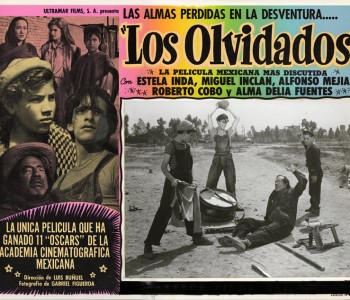 ULTRAMAR FILMS, S. A. presenta
LAS ALMAS PERDIDAS EN LA DESVENTURA.....
"LOS OLVIDADOS
LA PELICULA MEXICANA MAS DISCUTIDA
Con ESTELA INDA, MIGUEL INCLAN, ALFONSO MEJIA
ROBERTO COBO y ALMA DELIA FUENTES
LA UNICA PELICULA QUE HA
GANADO 11 "OSCARS" DE LA
ACADEMIA CINEMATOGRAFICA
MEXICANA
Dirección de LUIS BUÑUEL
Fotografía de GABRIEL FIGUEROA